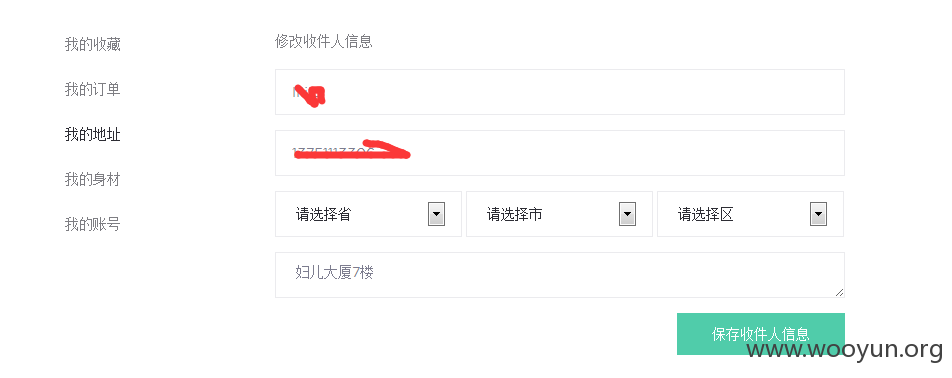 我的收藏
我的订单
我的地址
我的身材
我的账号
修改收件人信息
请选择省 请选择市 请选择区
妇儿大厦7楼
保存收件人信息
www.wooyun.org